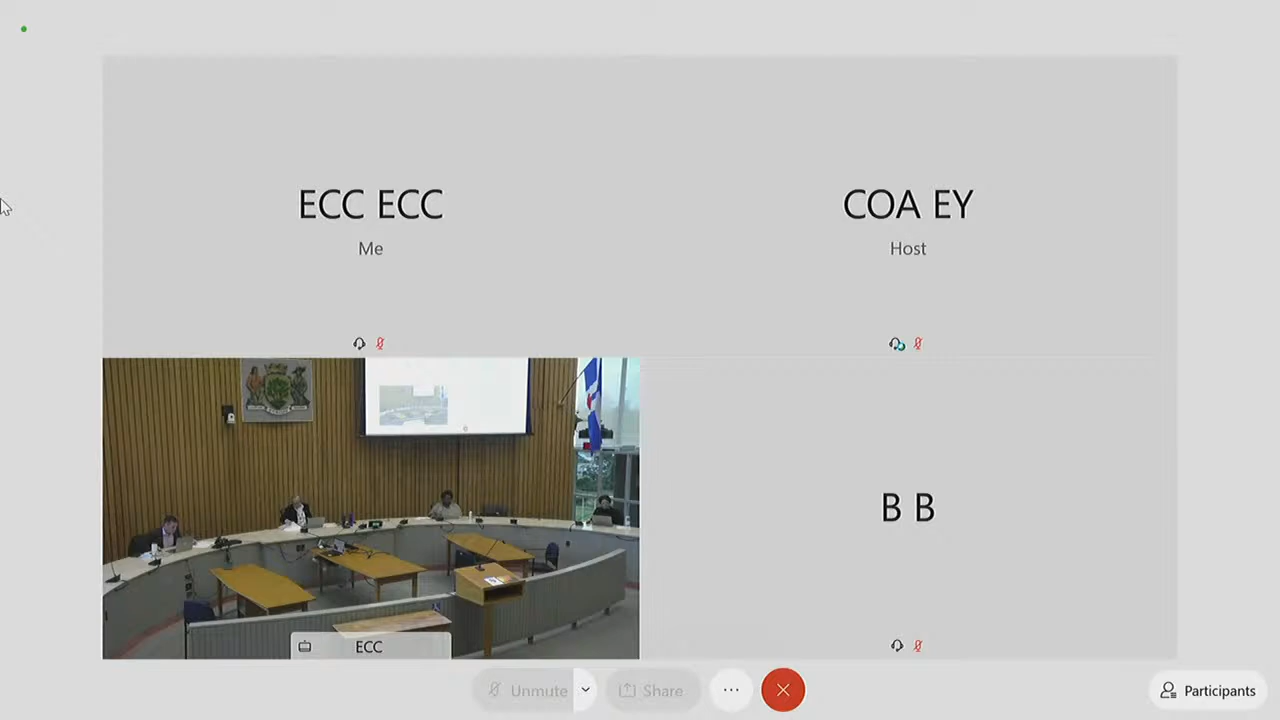 ECC ECC
Me
COA EY
Host
B B
ECC
Unmute
Share
Participants